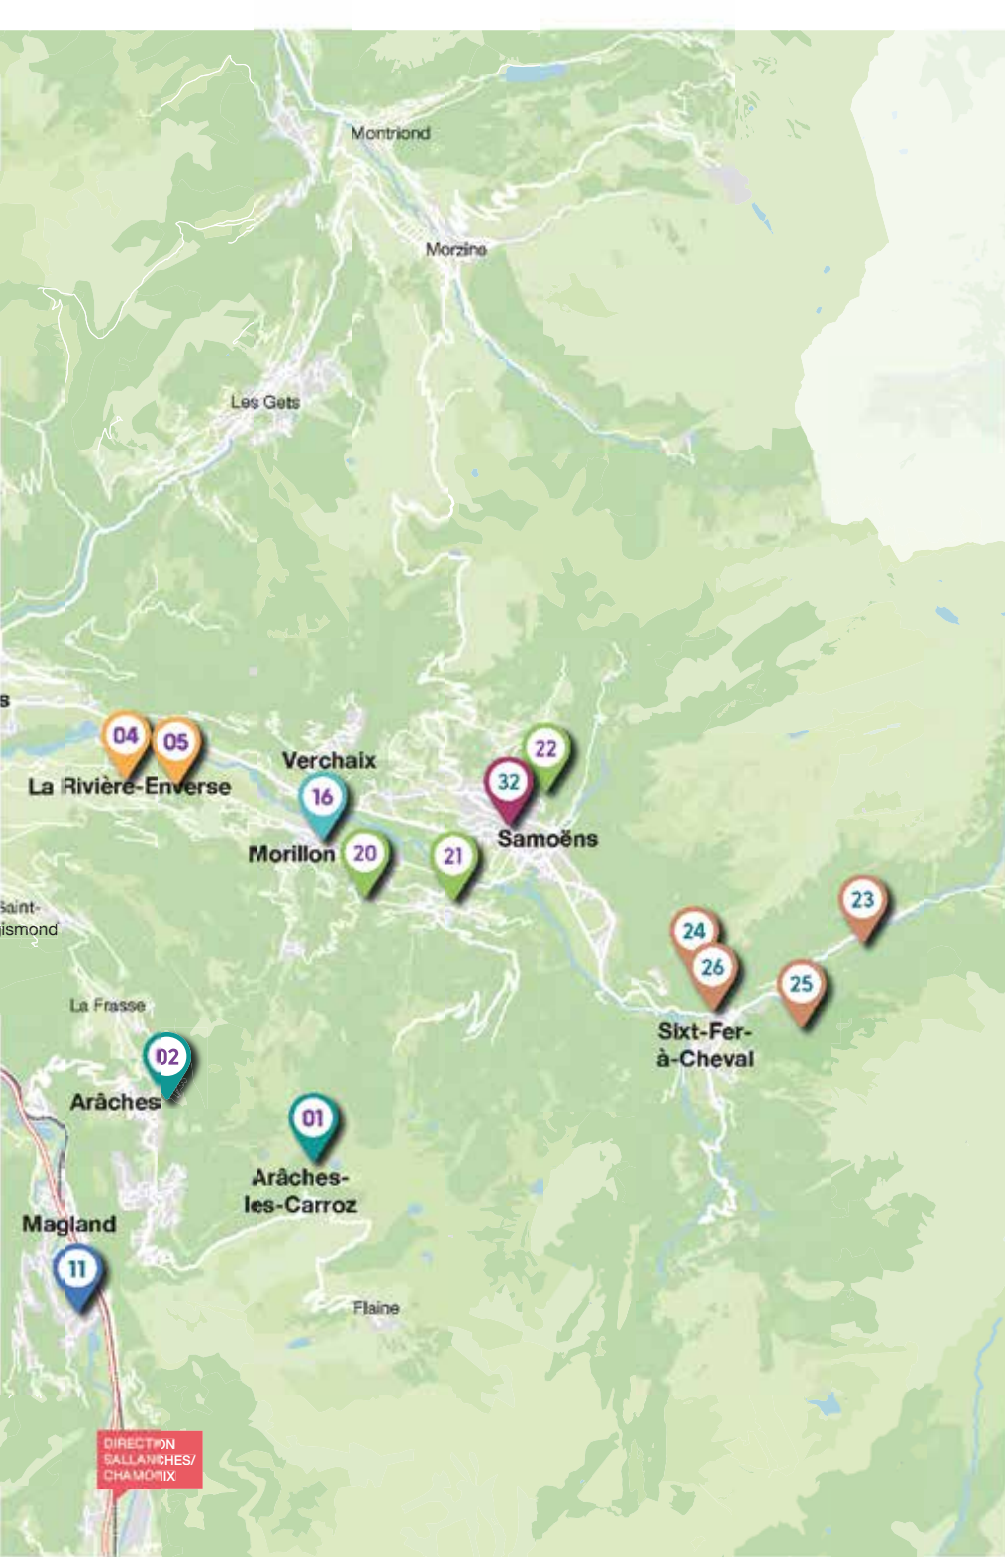 Montriond
Morzine
Les Gets
s
04
05
La Rivière-Enverse
Verchaix
16
22
32
Samoëns
Morillon
20
21
Saint-
gismond
23
24
26
25
Sixt-Fer-
à-Cheval
La Frasse
02
Arâches
01
Arâches-
les-Carroz
Magland
11
Flaine
DIRECTION
SALLANCHES/
CHAMONIX